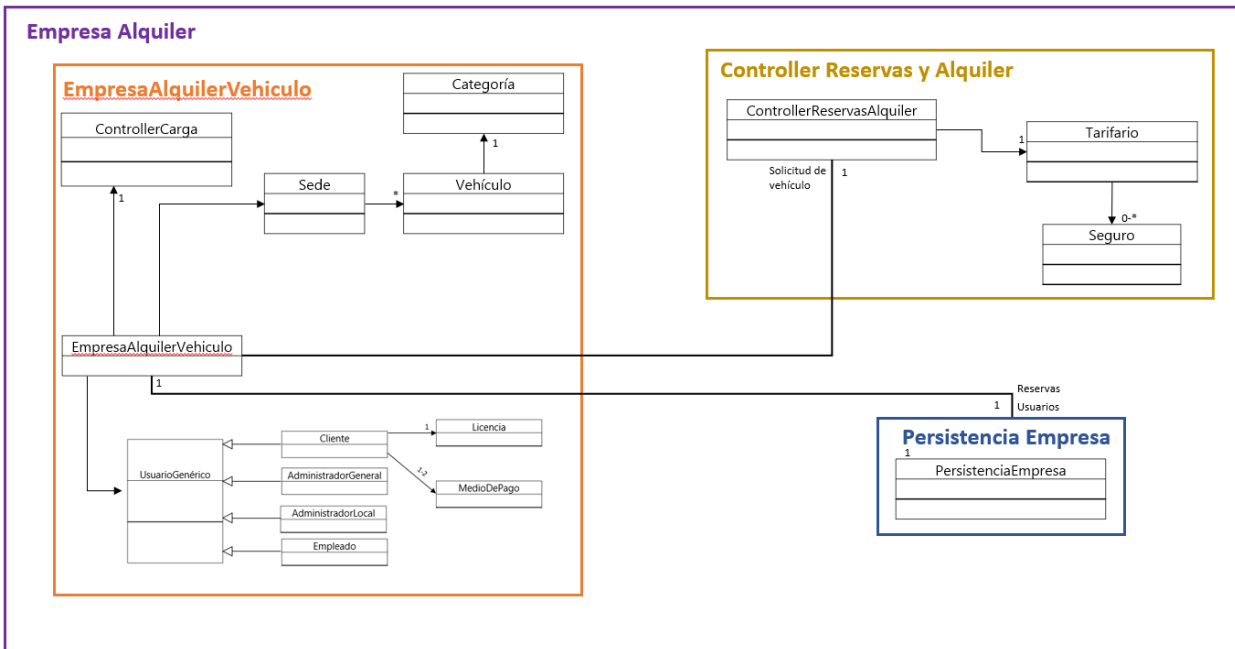 Empresa Alquiler
EmpresaAlquilerVehiculo
Categoría
ControllerCarga
1
1
Sede
*
Vehículo
EmpresaAlquilerVehiculo
1
UsuarioGenérico
Cliente
1
Licencia
1-2
AdministradorGeneral
MedioDePago
AdministradorLocal
Empleado
Controller Reservas y Alquiler
ControllerReservasAlquiler
1
Tarifario
Solicitud de
vehículo
1
0-*
Seguro
Reservas
1
Usuarios
Persistencia Empresa
1
PersistenciaEmpresa